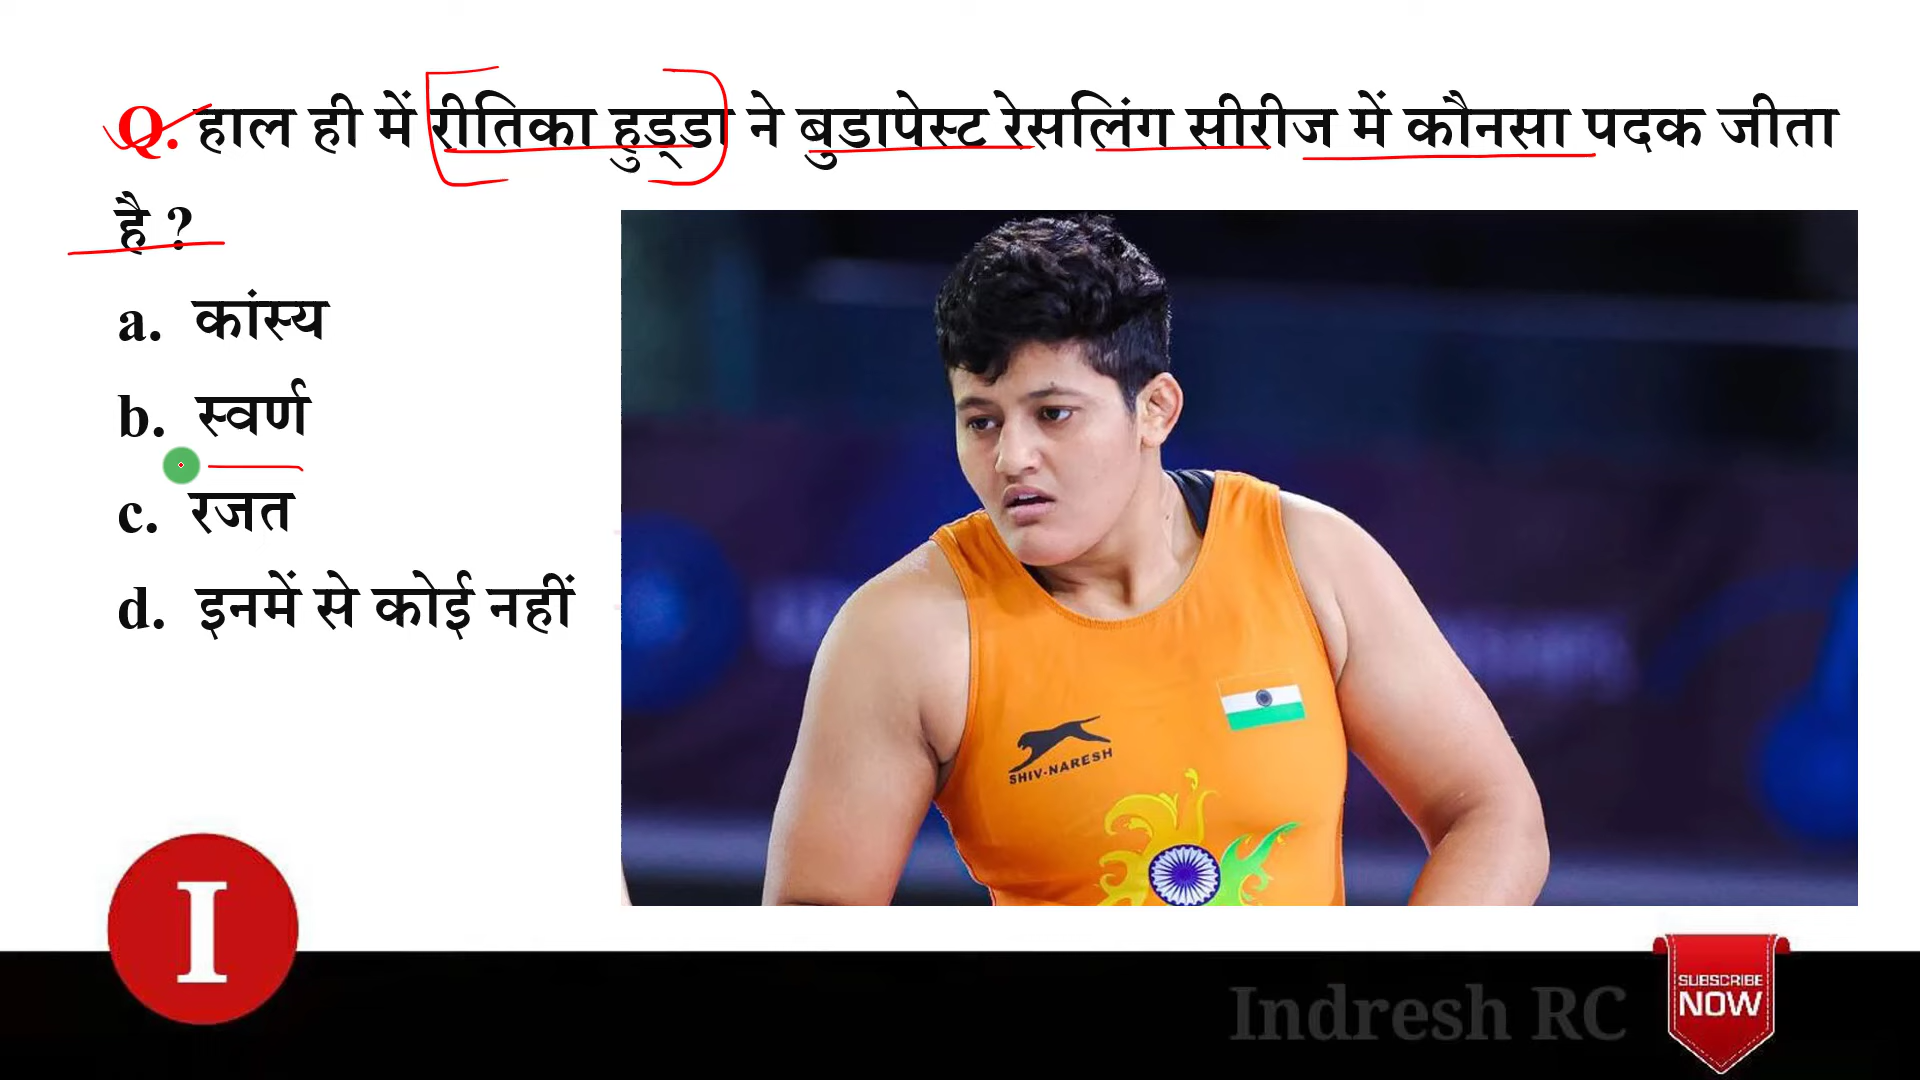 Q. हाल ही में रीतिका हुड्डा ने बुडापेस्ट रेसलिंग सीरीज में कौनसा पदक जीता
है ?
a. कांस्य
b. स्वर्ण
c. रजत
d. इनमें से कोई नहीं
SHIV-NARESH
I
Indresh RC
SUBSCRIBE
NOW